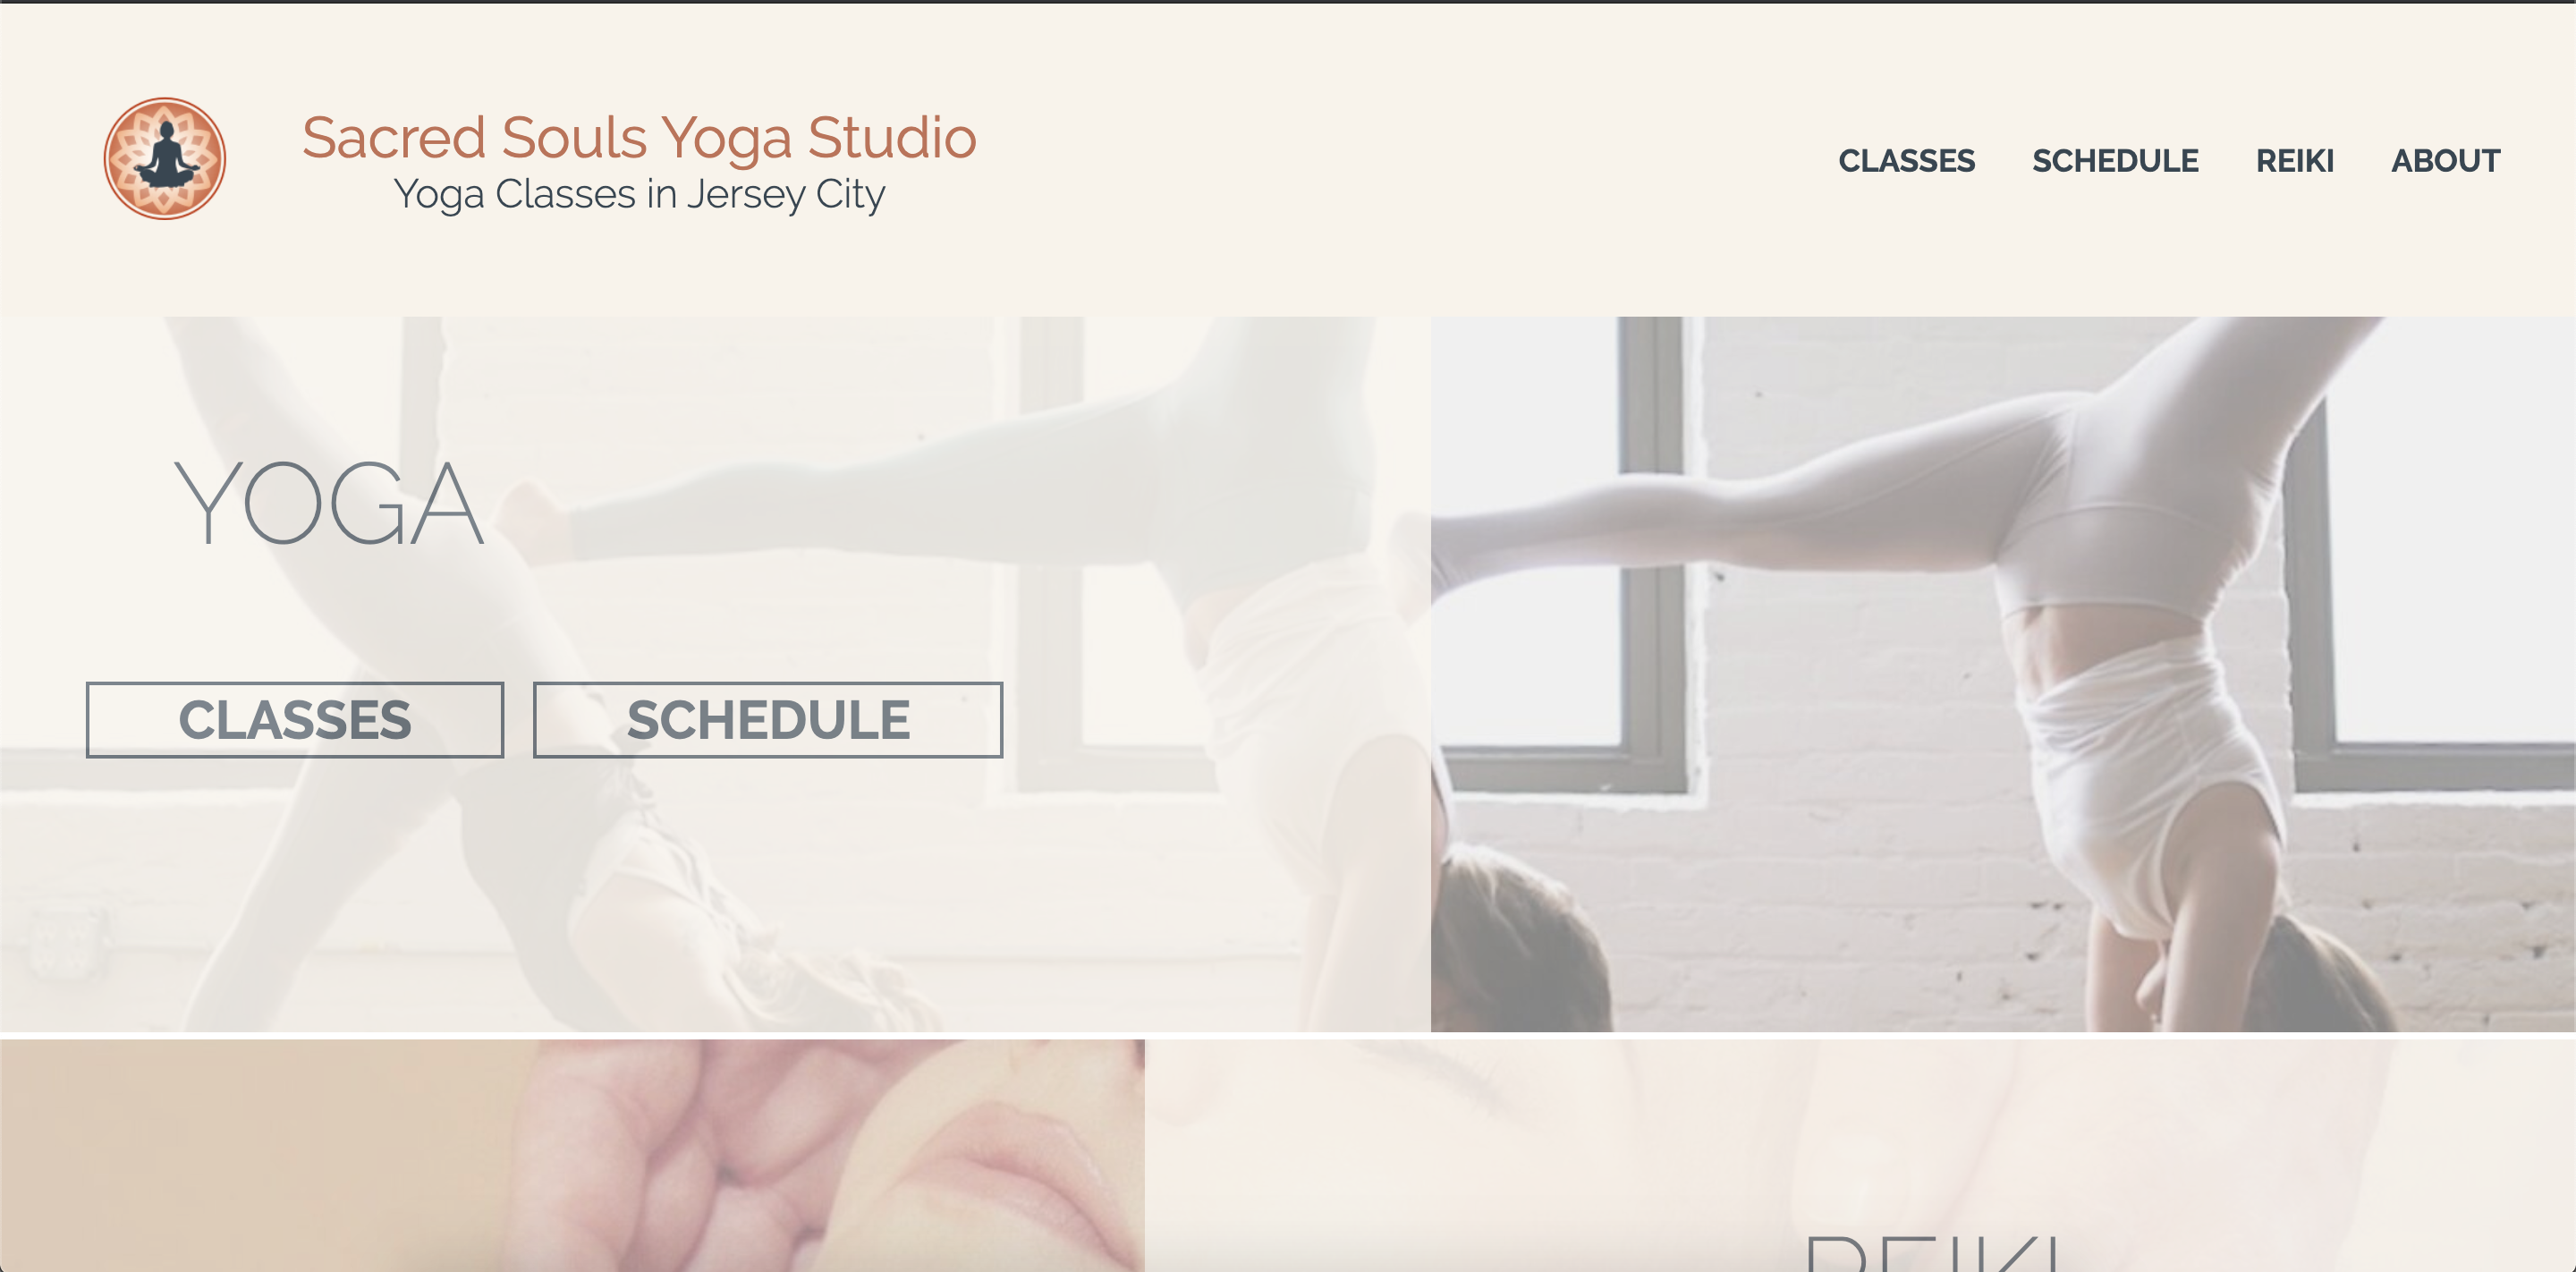 Sacred Souls Yoga Studio
Yoga Classes in Jersey City
CLASSES SCHEDULE REIKI ABOUT
YOGA
CLASSES SCHEDULE
REIKI